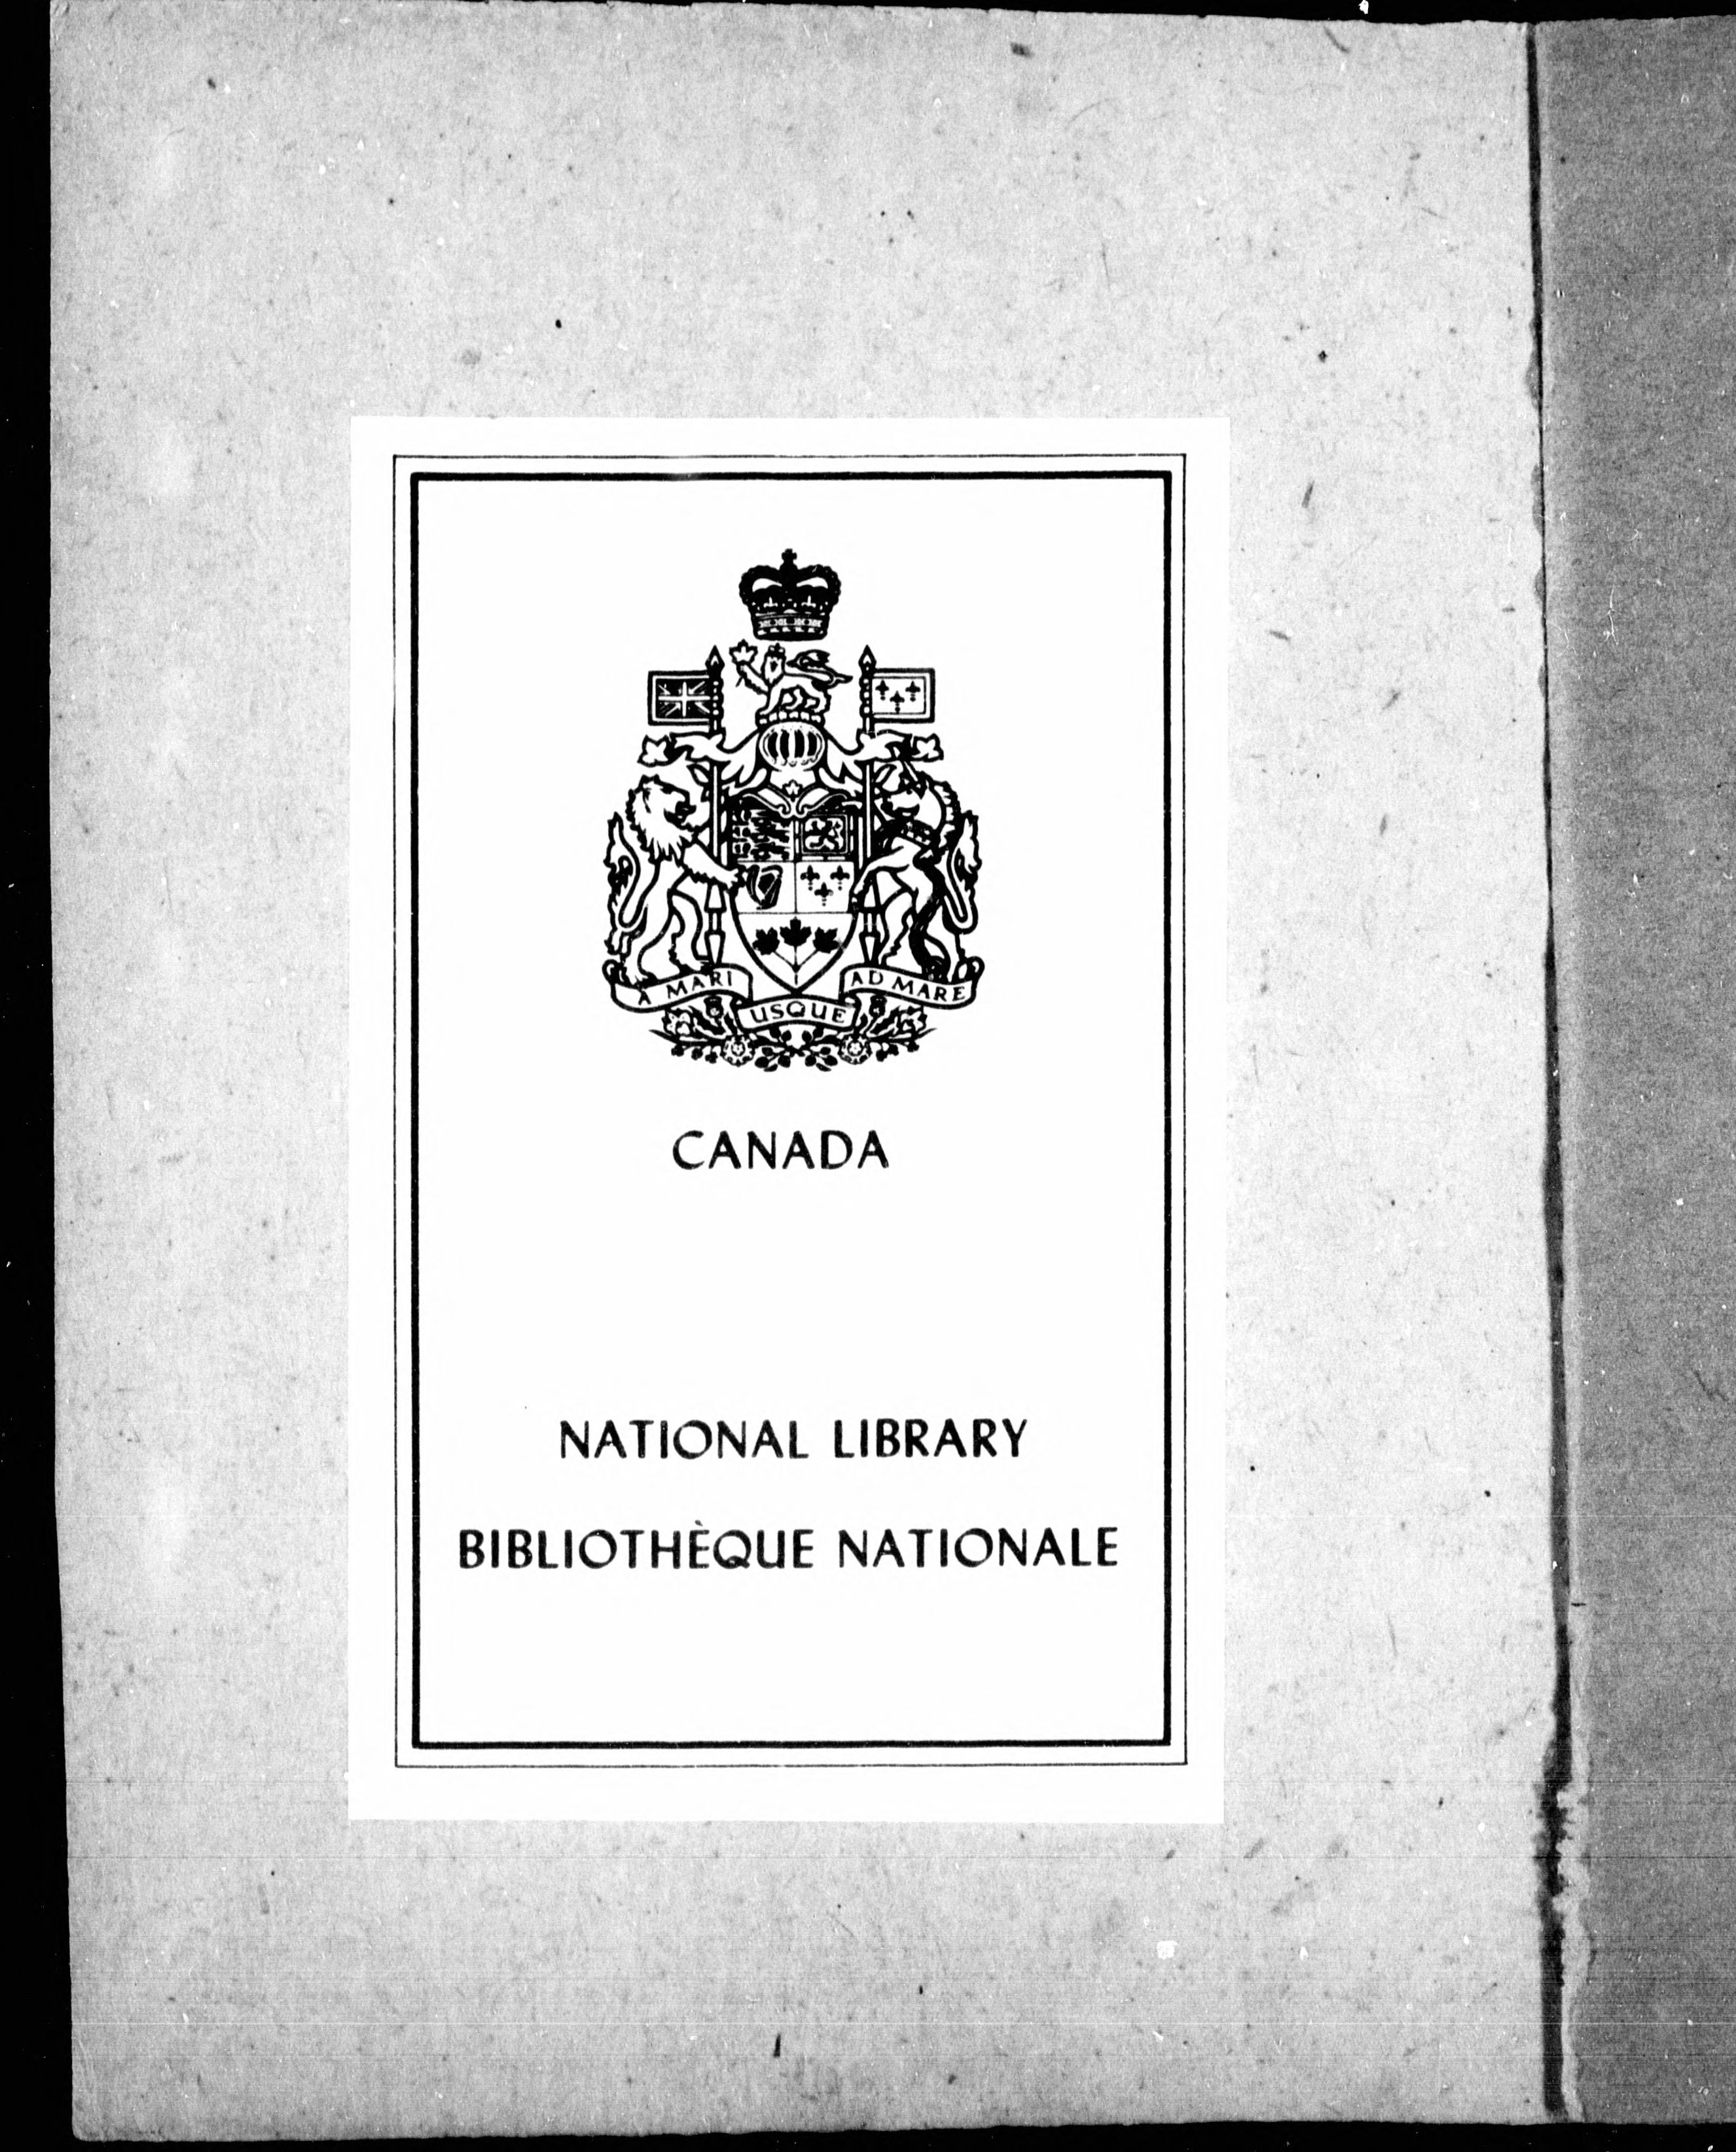 A MARI USQUE AD MARE
CANADA
NATIONAL LIBRARY
BIBLIOTHÈQUE NATIONALE